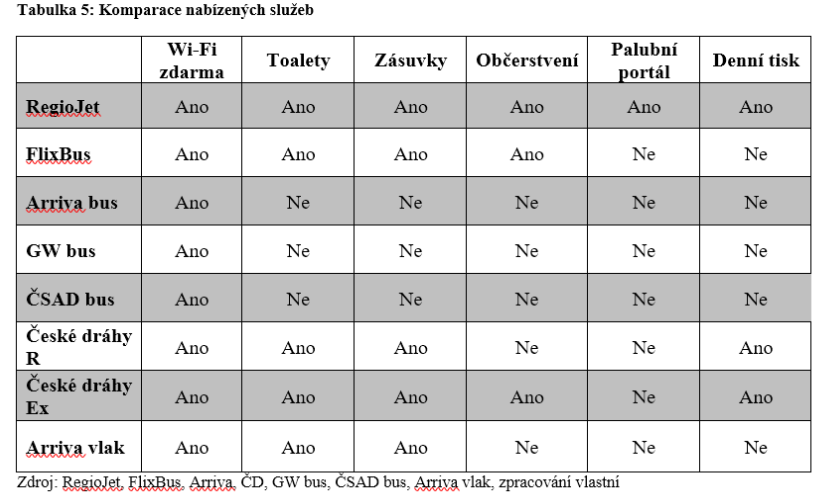 Tabulka 5: Komparace nabízených služeb
Wi-Fi zdarma Toalety Zásuvky Občerstvení Palubní portál Denní tisk
RegioJet Ano Ano Ano Ano Ano Ano
FlixBus Ano Ano Ano Ano Ne Ne
Arriva bus Ano Ne Ne Ne Ne Ne
GW bus Ano Ne Ne Ne Ne Ne
ČSAD bus Ano Ne Ne Ne Ne Ne
České dráhy R Ano Ano Ano Ne Ne Ano
České dráhy Ex Ano Ano Ano Ano Ne Ano
Arriva vlak Ano Ano Ano Ne Ne Ne
Zdroj: RegioJet, FlixBus, Arriva, ČD, GW bus, ČSAD bus, Arriva vlak, zpracování vlastní